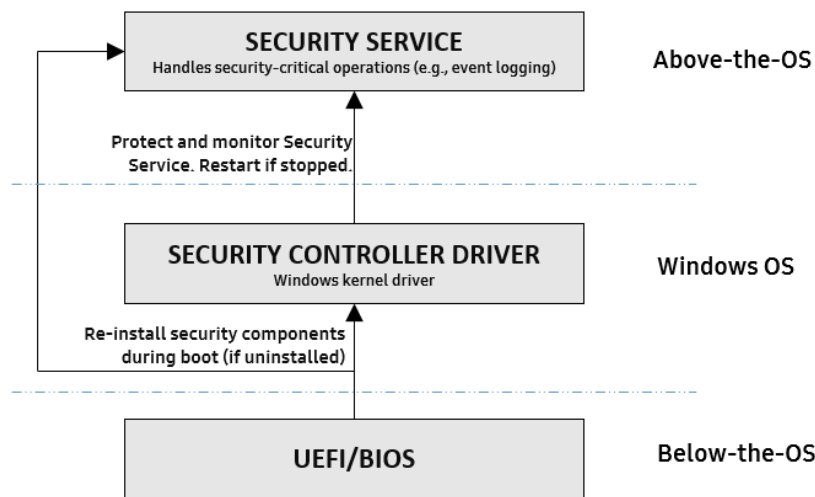 SECURITY SERVICE
Handles security-critical operations (e.g., event logging)
Above-the-OS
Protect and monitor Security
Service. Restart if stopped.
SECURITY CONTROLLER DRIVER
Windows kernel driver
Windows OS
Re-install security components
during boot (if uninstalled)
UEFI/BIOS
Below-the-OS